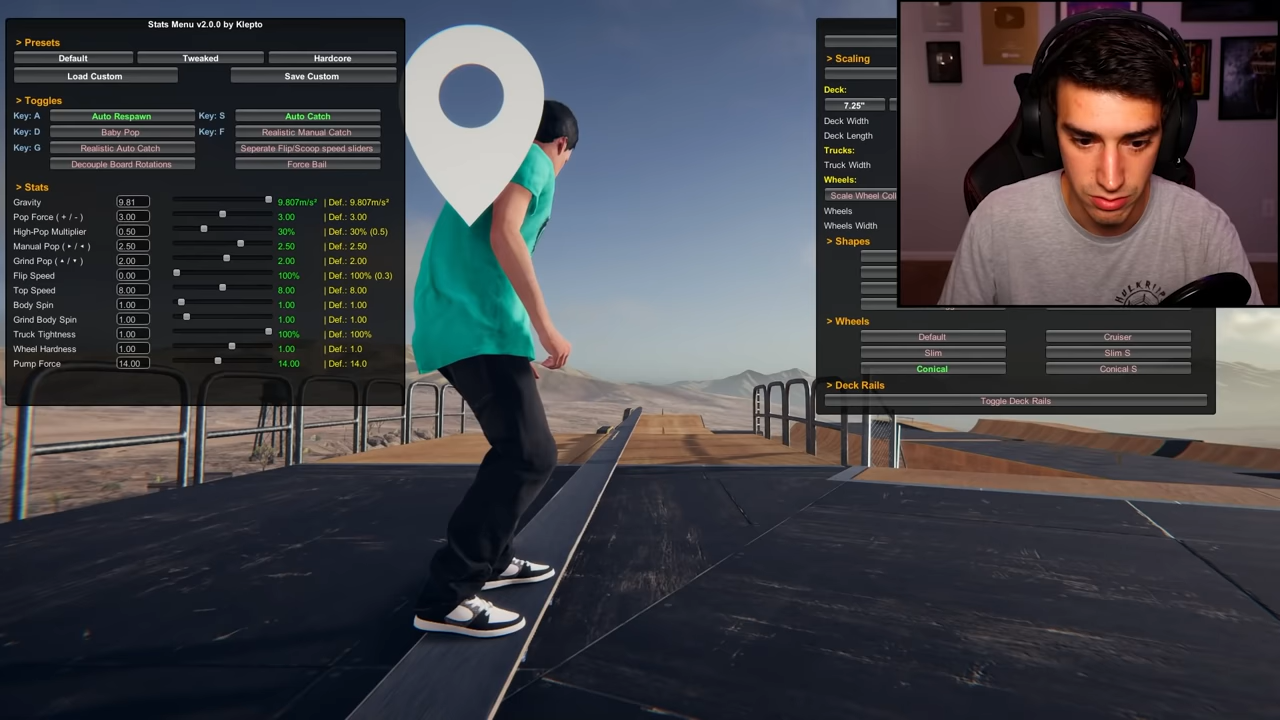 Stats Menu v2.0.0 by Klepto
> Presets
Default Tweaked Hardcore
Load Custom Save Custom
> Toggles
Key: A Auto Respawn Key: S Auto Catch
Key: D Baby Pop Key: F Realistic Manual Catch
Key: G Realistic Auto Catch Seperate Flip/Scoop speed sliders
Decouple Board Rotations Force Bail
> Stats
Gravity 9.81 9.807m/s² | Def.: 9.807m/s²
Pop Force ( + / - ) 3.00 3.00 | Def.: 3.00
High-Pop Multiplier 0.50 30% | Def.: 30% (0.5)
Manual Pop ( ▸ / ◂ ) 2.50 2.50 | Def.: 2.50
Grind Pop ( ▴ / ▾ ) 2.00 2.00 | Def.: 2.00
Flip Speed 0.00 100% | Def.: 100% (0.3)
Top Speed 8.00 8.00 | Def.: 8.00
Body Spin 1.00 1.00 | Def.: 1.00
Grind Body Spin 1.00 1.00 | Def.: 1.00
Truck Tightness 1.00 100% | Def.: 100%
Wheel Hardness 1.00 1.00 | Def.: 1.0
Pump Force 14.00 14.00 | Def.: 14.0
> Scaling
Deck:
7.25"
Deck Width
Deck Length
Trucks:
Truck Width
Wheels:
Scale Wheel Coll
Wheels
Wheels Width
> Shapes
> Wheels
Default Cruiser
Slim Slim S
Conical Conical S
> Deck Rails
Toggle Deck Rails